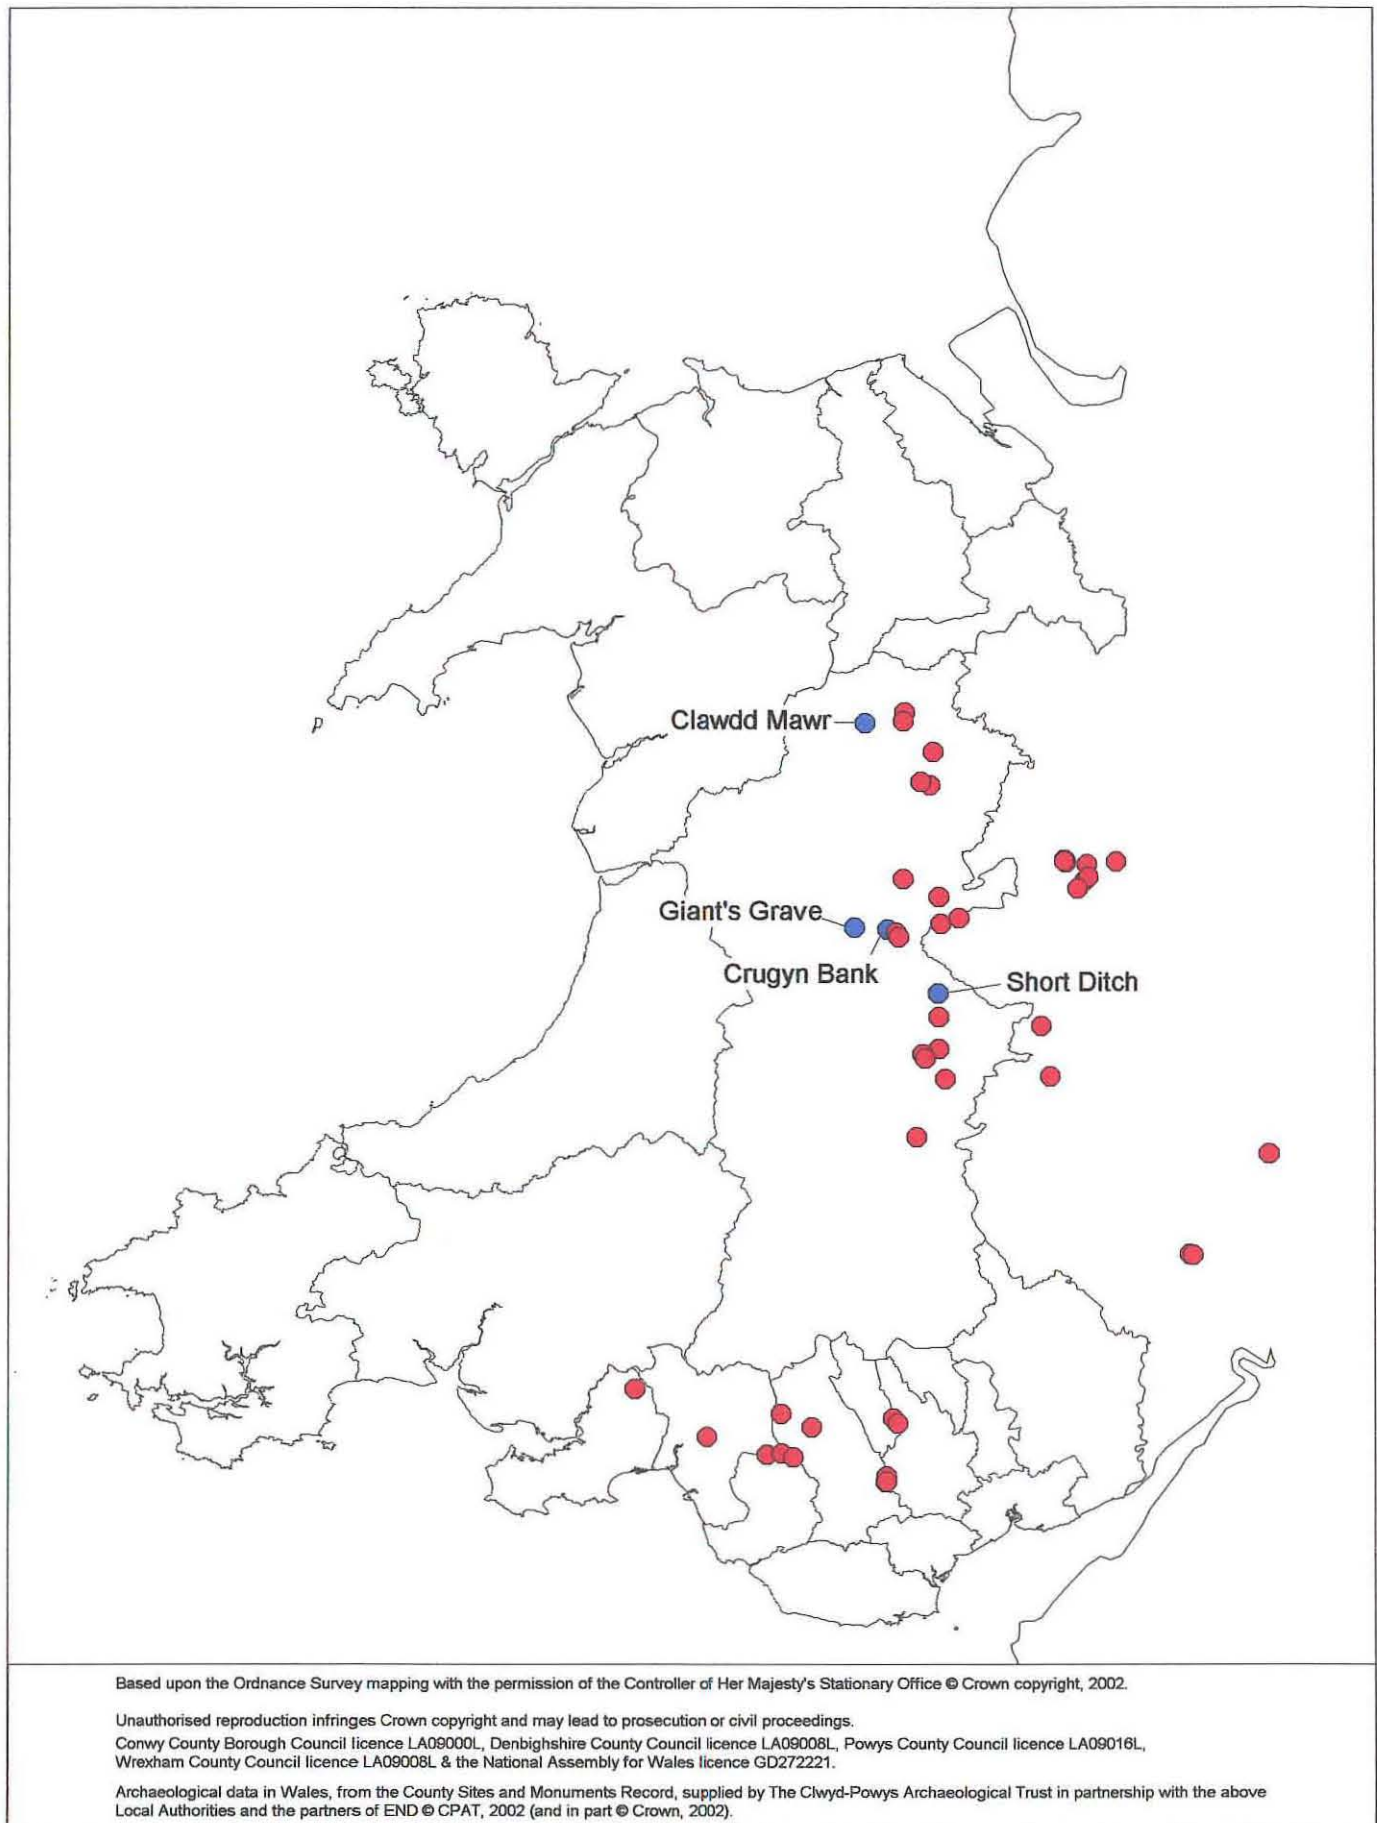 Clawdd Mawr
Giant's Grave
Crugyn Bank
Short Ditch
Based upon the Ordnance Survey mapping with the permission of the Controller of Her Majesty's Stationary Office © Crown copyright, 2002.
Unauthorised reproduction infringes Crown copyright and may lead to prosecution or civil proceedings.
Conwy County Borough Council licence LA09000L, Denbighshire County Council licence LA09008L, Powys County Council licence LA09016L,
Wrexham County Council licence LA09008L & the National Assembly for Wales licence GD272221.
Archaeological data in Wales, from the County Sites and Monuments Record, supplied by The Clwyd-Powys Archaeological Trust in partnership with the above
Local Authorities and the partners of END © CPAT, 2002 (and in part © Crown, 2002).